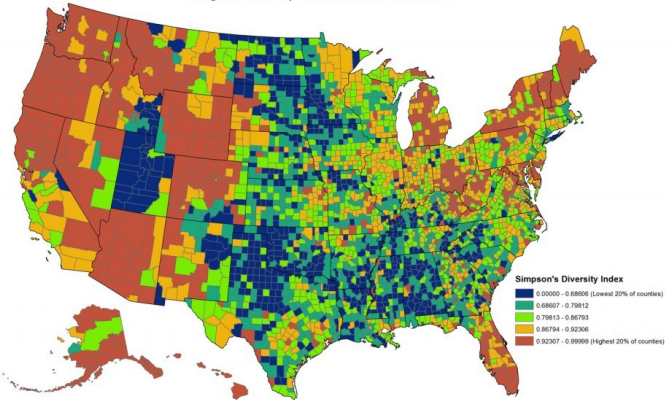 Simpson's Diversity Index
0.00000 - 0.68606 (Lowest 20% of counties)
0.68607 - 0.79812
0.79813 - 0.86793
0.86794 - 0.92306
0.92307 - 0.99999 (Highest 20% of counties)